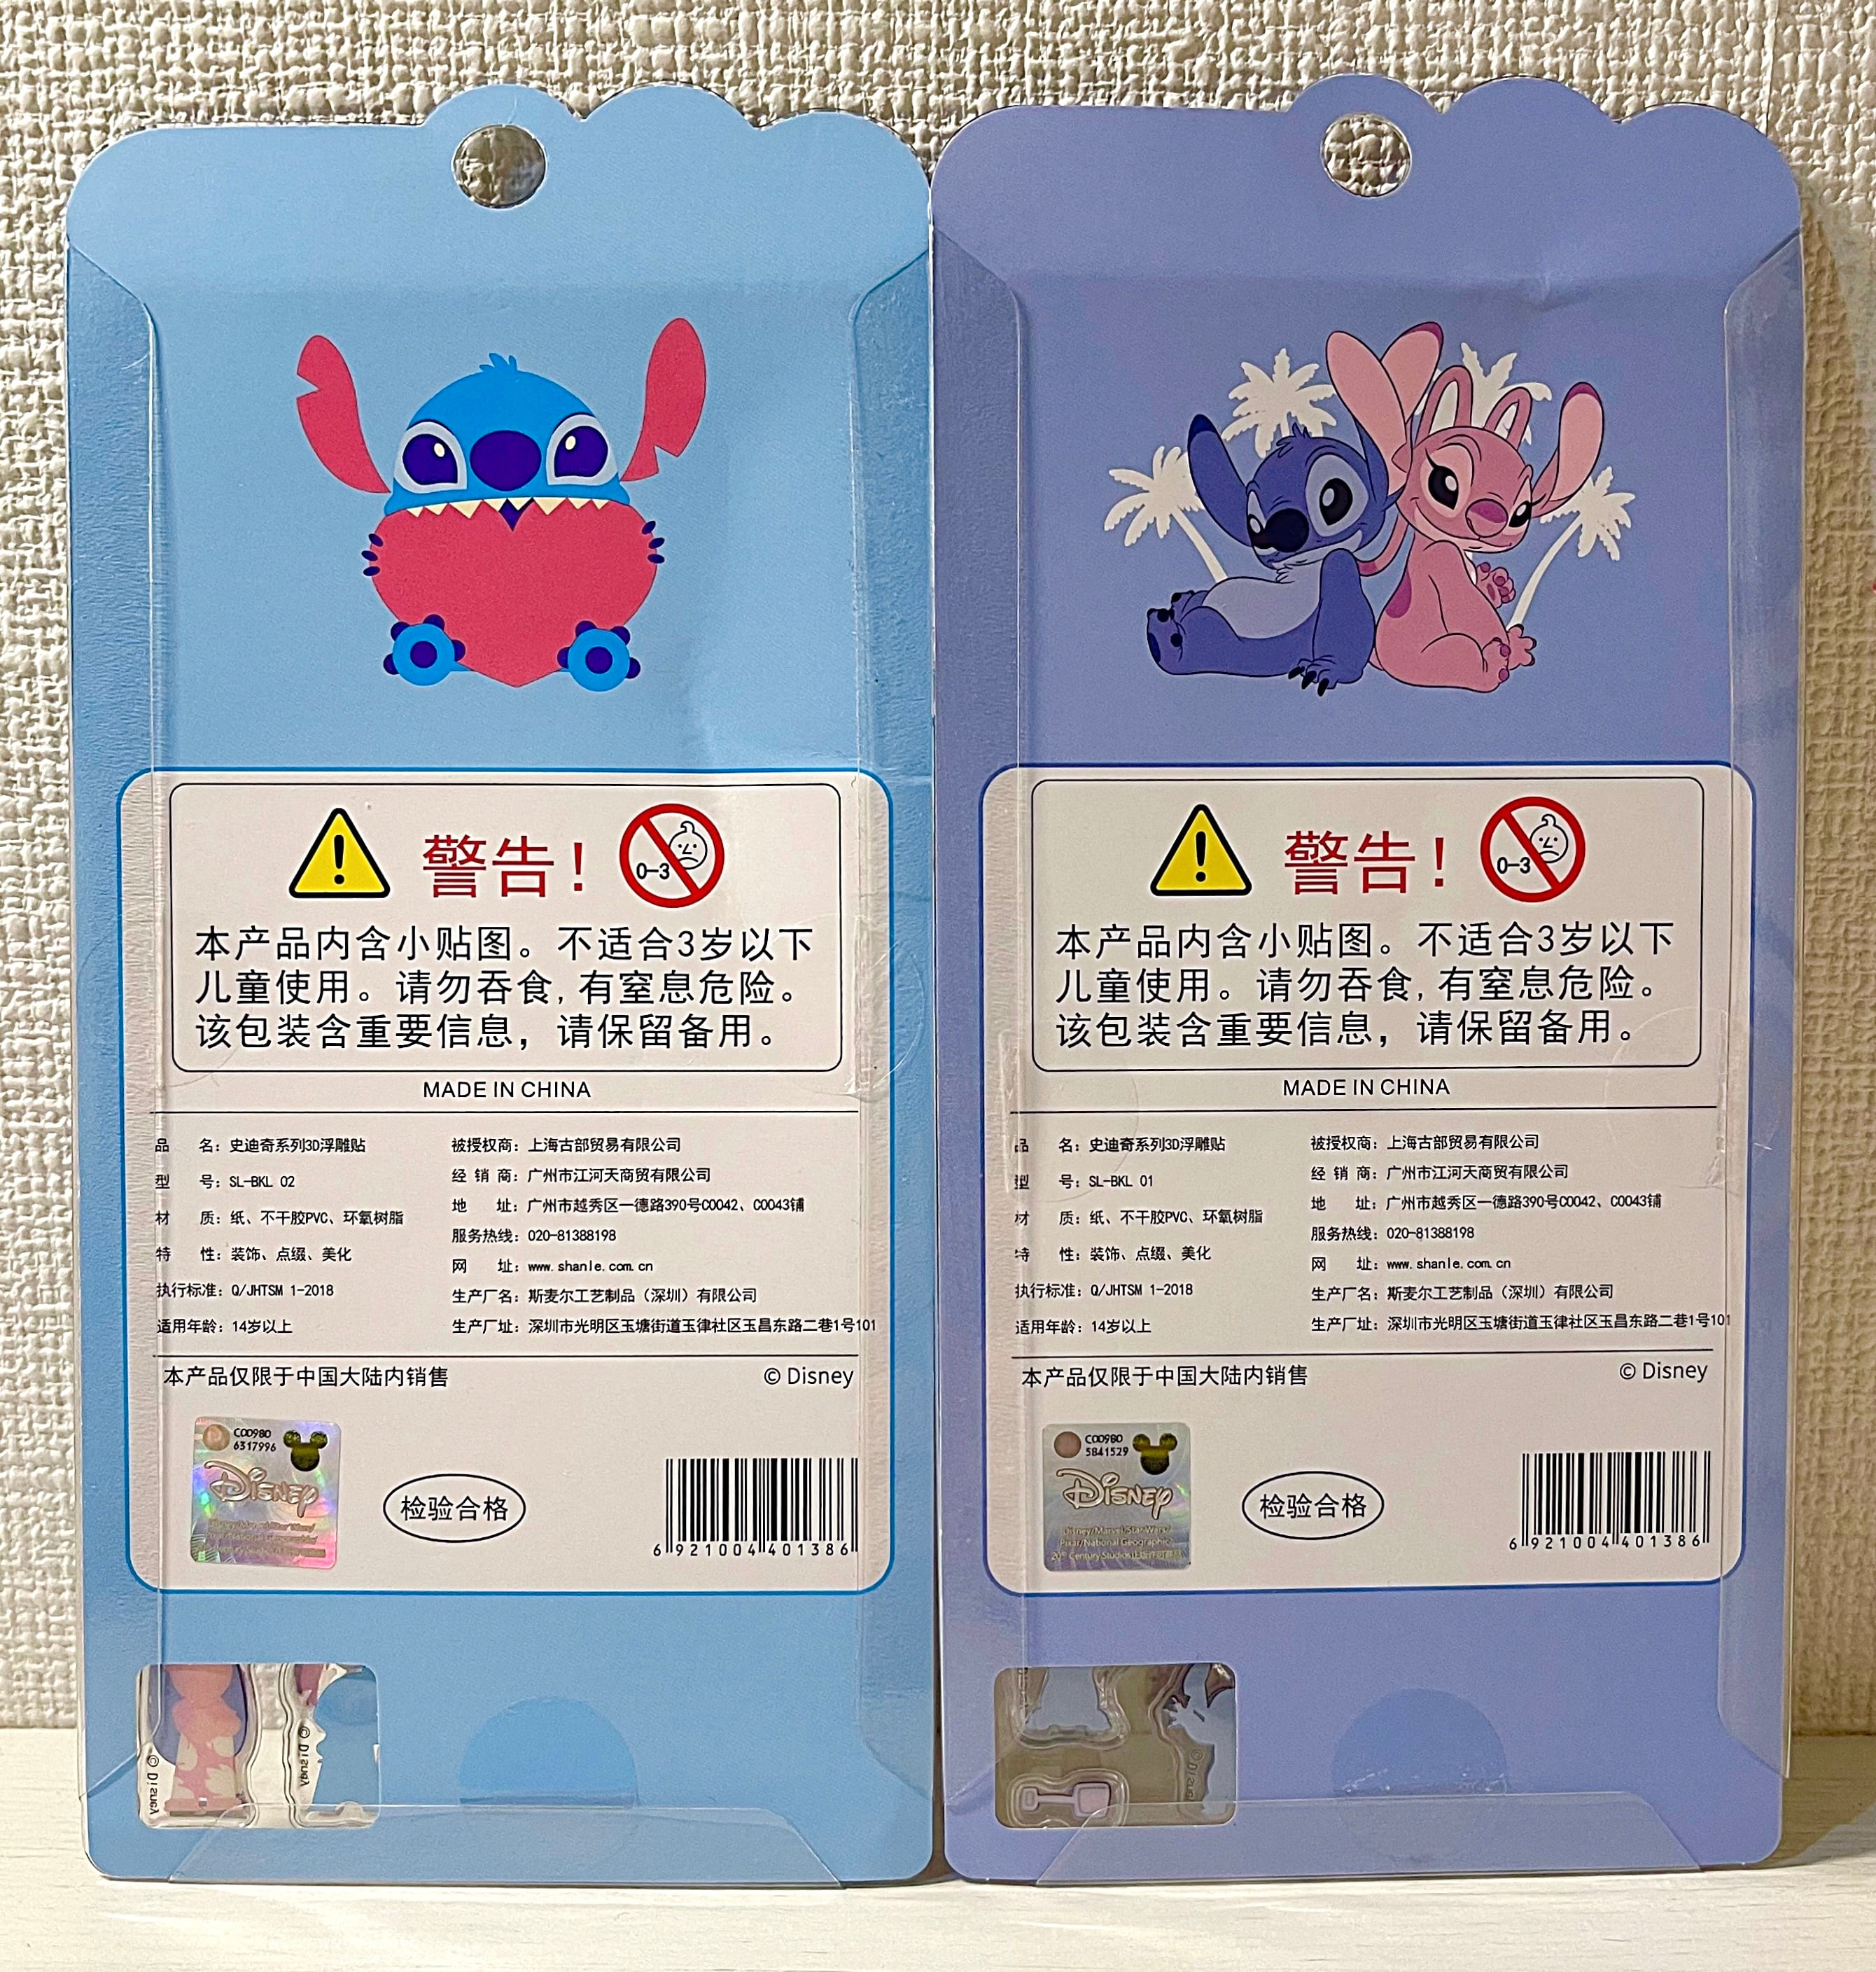 警告!
0-3
本产品内含小贴图。不适合3岁以下
儿童使用。请勿吞食,有窒息危险。
该包装含重要信息，请保留备用。
MADE IN CHINA
品 名：史迪奇系列3D浮雕贴
型 号：SL-BKL 02
材 质：纸、不干胶PVC、环氧树脂
特 性：装饰、点缀、美化
执行标准：Q/JHTSM 1-2018
适用年龄：14岁以上
被授权商：上海古部贸易有限公司
经 销 商：广州市江河天商贸有限公司
地 址：广州市越秀区一德路390号C0042、C0043铺
服务热线：020-81388198
网 址：www.shanle.com.cn
生产厂名：斯麦尔工艺制品（深圳）有限公司
生产厂址：深圳市光明区玉塘街道玉律社区玉昌东路二巷1号101
本产品仅限于中国大陆内销售
© Disney
C00980
6317996
Disney
检验合格
6 921004 401386
© Disney
© Disney
警告!
0-3
本产品内含小贴图。不适合3岁以下
儿童使用。请勿吞食,有窒息危险。
该包装含重要信息，请保留备用。
MADE IN CHINA
品 名：史迪奇系列3D浮雕贴
型 号：SL-BKL 01
材 质：纸、不干胶PVC、环氧树脂
特 性：装饰、点缀、美化
执行标准：Q/JHTSM 1-2018
适用年龄：14岁以上
被授权商：上海古部贸易有限公司
经 销 商：广州市江河天商贸有限公司
地 址：广州市越秀区一德路390号C0042、C0043铺
服务热线：020-81388198
网 址：www.shanle.com.cn
生产厂名：斯麦尔工艺制品（深圳）有限公司
生产厂址：深圳市光明区玉塘街道玉律社区玉昌东路二巷1号101
本产品仅限于中国大陆内销售
© Disney
C00980
5841529
Disney
Disney/Marvel/Star Wars/
Pixar/National Geographic
20th Century Studios
检验合格
6 921004 401386
© Disney